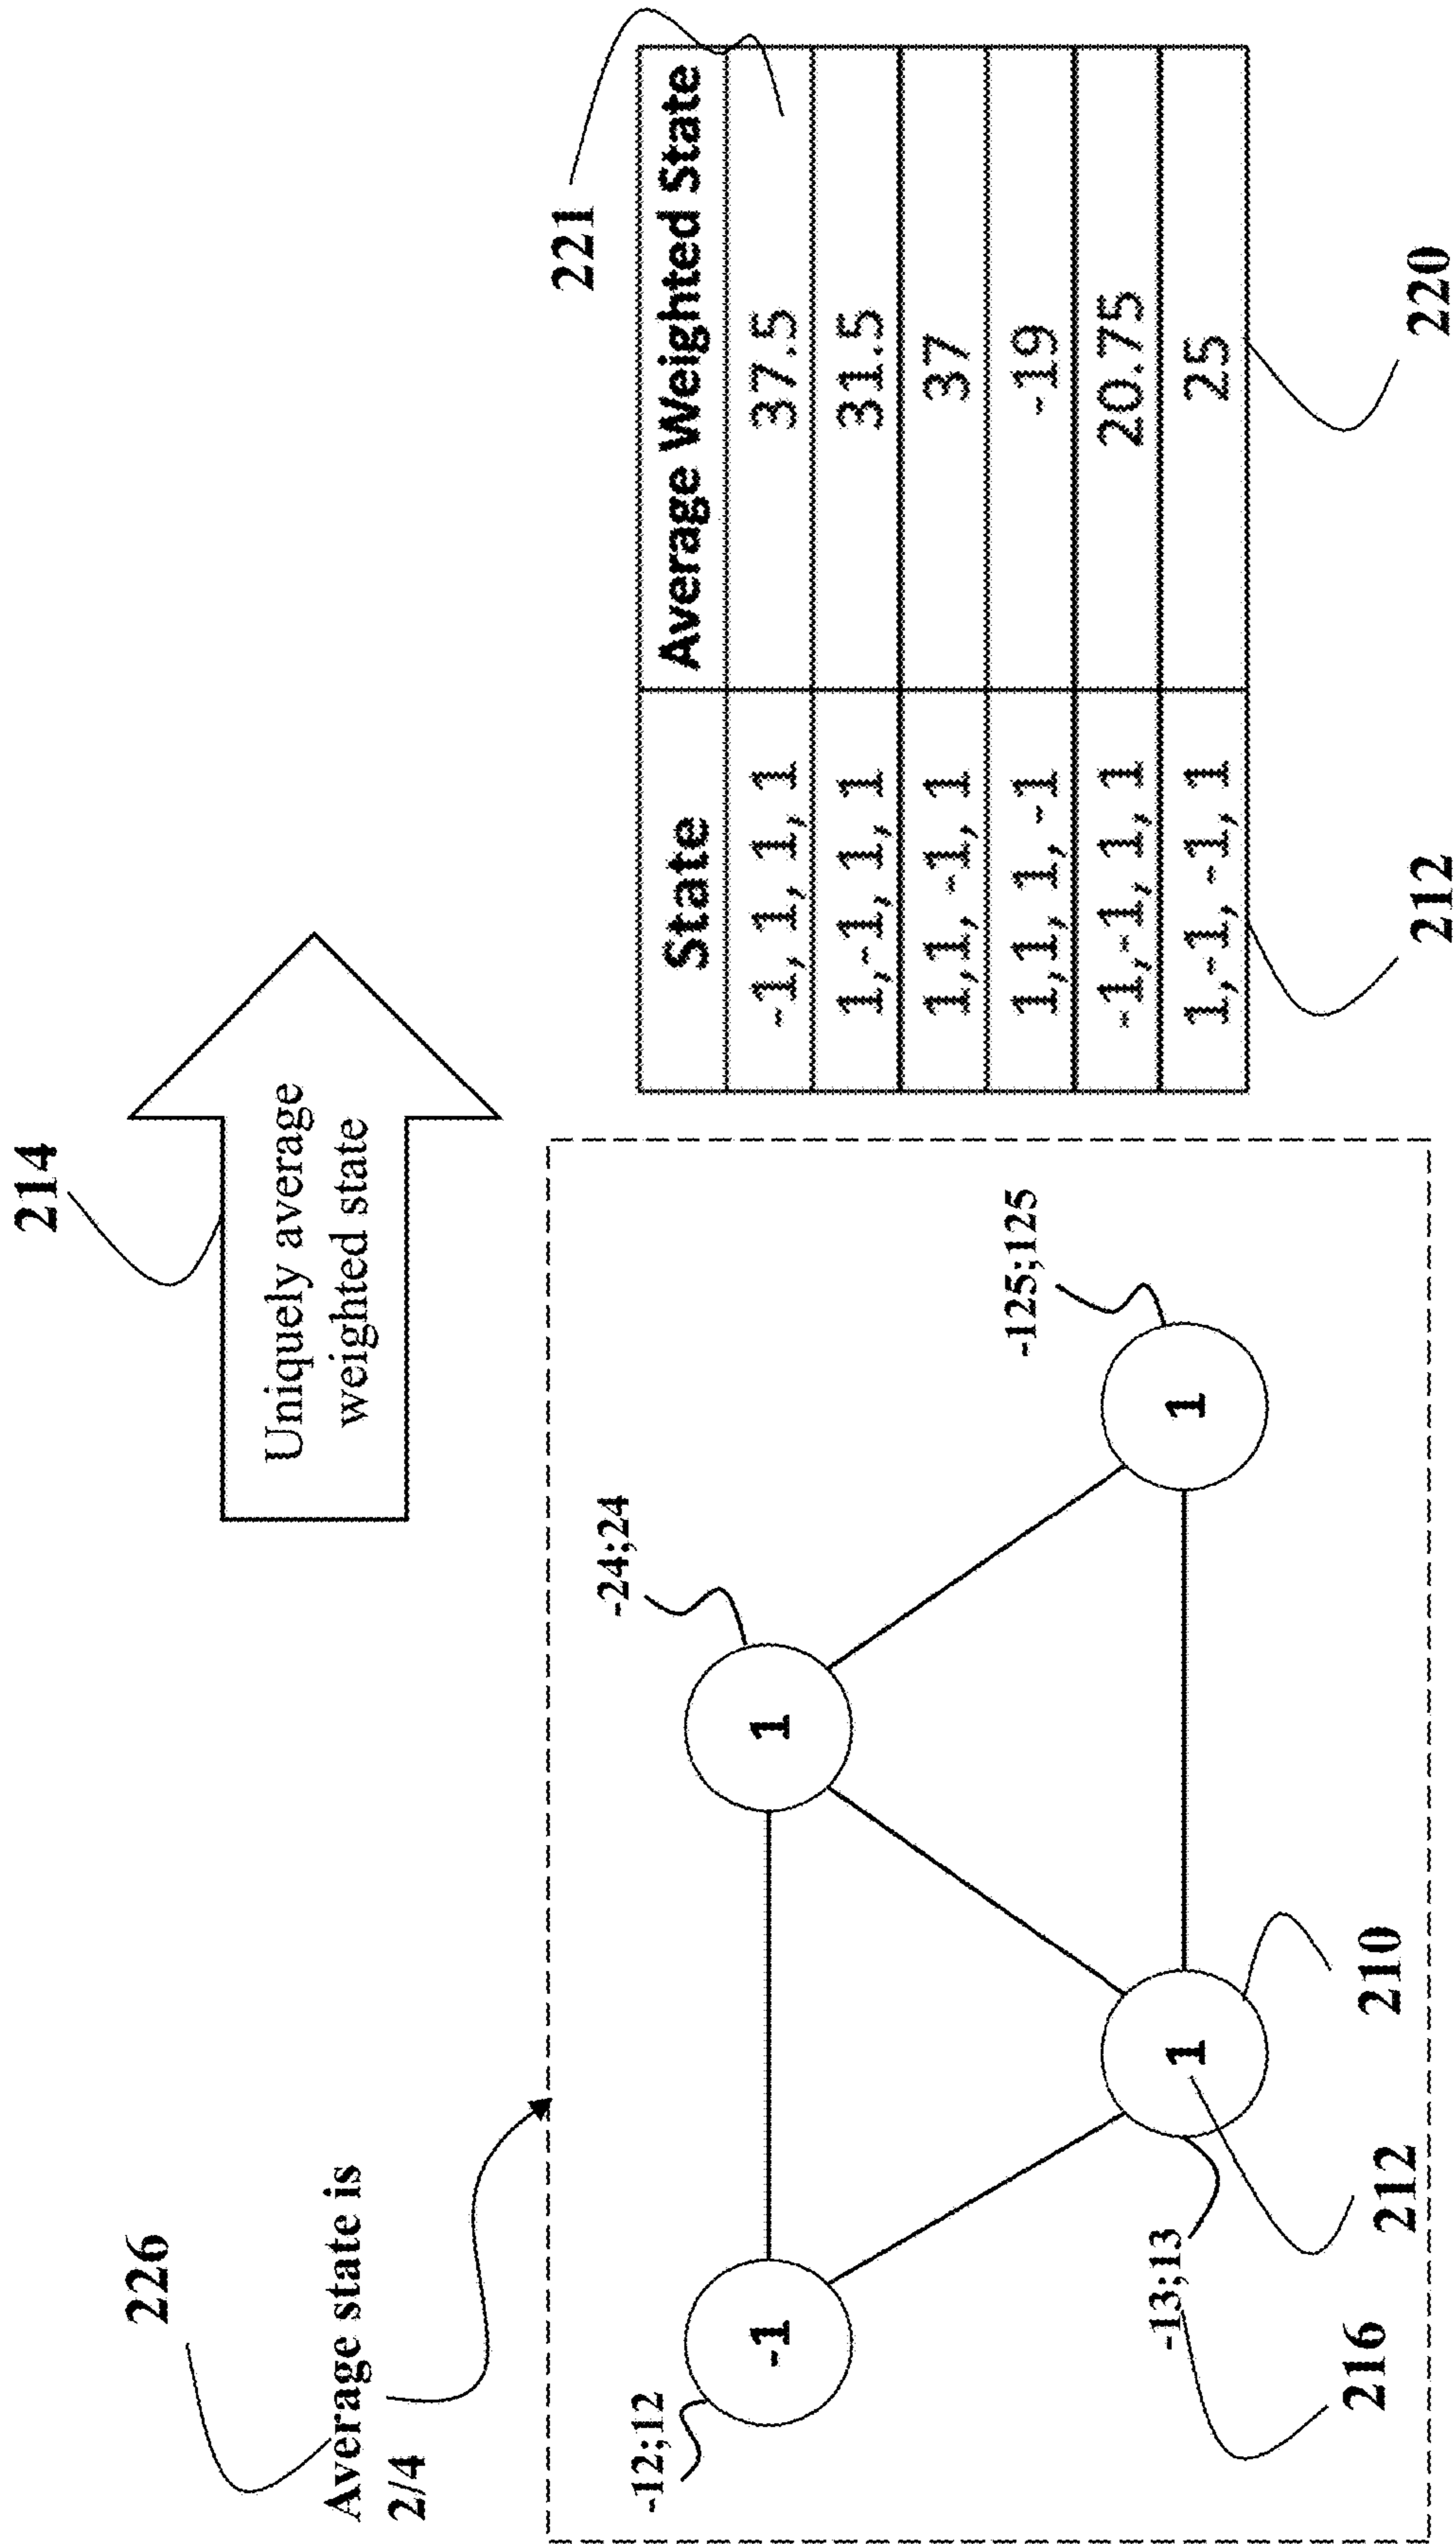 226
Average state is
2/4
214
Uniquely average
weighted state
-12;12
-1
-24;24
1
-13;13
1
-125;125
1
216
212
210
221
State Average Weighted State
-1, 1, 1, 1 37.5
1,-1, 1, 1 31.5
1,1, -1, 1 37
1,1, 1, -1 -19
-1,-1, 1, 1 20.75
1,-1, -1, 1 25
212
220